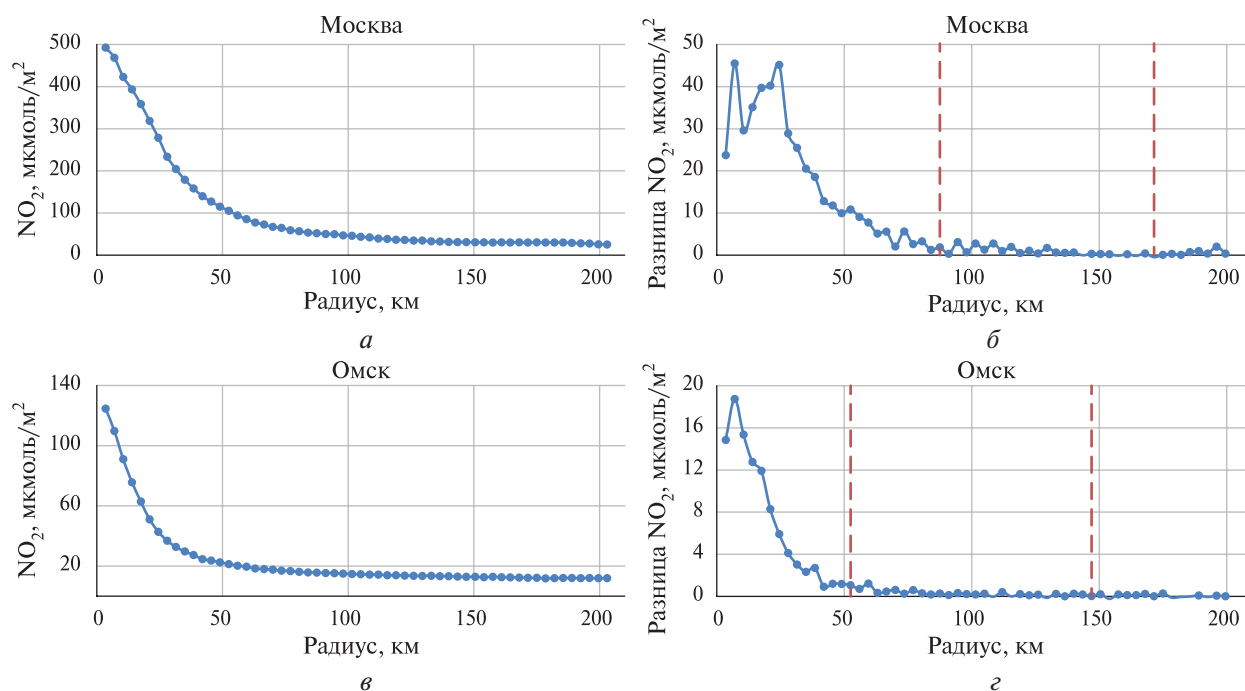 Москва
NO₂, мкмоль/м²
500
400
300
200
100
0
0 50 100 150 200
Радиус, км
а
Москва
Разница NO₂, мкмоль/м²
50
40
30
20
10
0
0 50 100 150 200
Радиус, км
б
Омск
NO₂, мкмоль/м²
140
100
60
20
0 50 100 150 200
Радиус, км
в
Омск
Разница NO₂, мкмоль/м²
20
16
12
8
4
0
0 50 100 150 200
Радиус, км
г